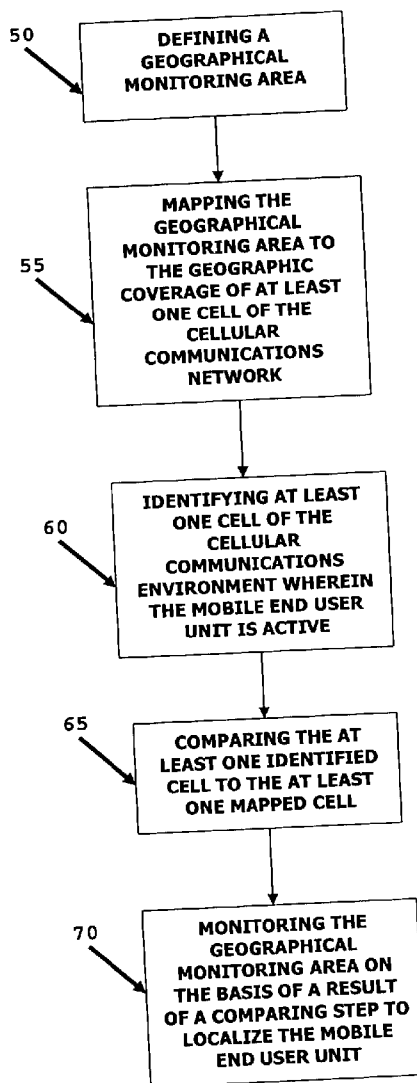 50
DEFINING A
GEOGRAPHICAL
MONITORING AREA
55
MAPPING THE
GEOGRAPHICAL
MONITORING AREA TO
THE GEOGRAPHIC
COVERAGE OF AT LEAST
ONE CELL OF THE
CELLULAR
COMMUNICATIONS
NETWORK
60
IDENTIFYING AT LEAST
ONE CELL OF THE
CELLULAR
COMMUNICATIONS
ENVIRONMENT WHEREIN
THE MOBILE END USER
UNIT IS ACTIVE
65
COMPARING THE AT
LEAST ONE IDENTIFIED
CELL TO THE AT LEAST
ONE MAPPED CELL
70
MONITORING THE
GEOGRAPHICAL
MONITORING AREA ON
THE BASIS OF A RESULT
OF A COMPARING STEP TO
LOCALIZE THE MOBILE
END USER UNIT